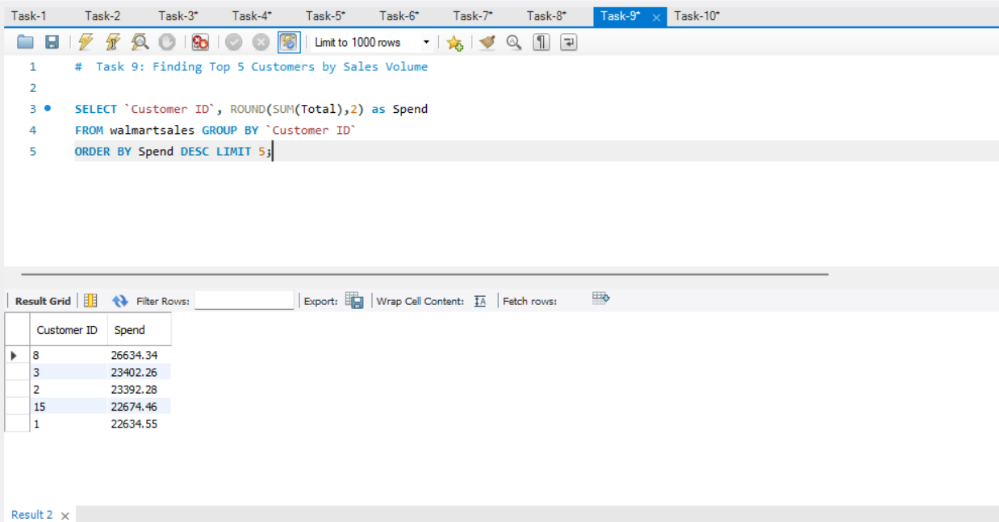 Task-1 Task-2 Task-3* Task-4* Task-5* Task-6* Task-7* Task-8* Task-9* Task-10*
Limit to 1000 rows
1 # Task 9: Finding Top 5 Customers by Sales Volume
2
3 SELECT `Customer ID`, ROUND(SUM(Total),2) as Spend
4 FROM walmartsales GROUP BY `Customer ID`
5 ORDER BY Spend DESC LIMIT 5;
Result Grid Filter Rows: Export: Wrap Cell Content: Fetch rows:
Customer ID Spend
8 26634.34
3 23402.26
2 23392.28
15 22674.46
1 22634.55
Result 2